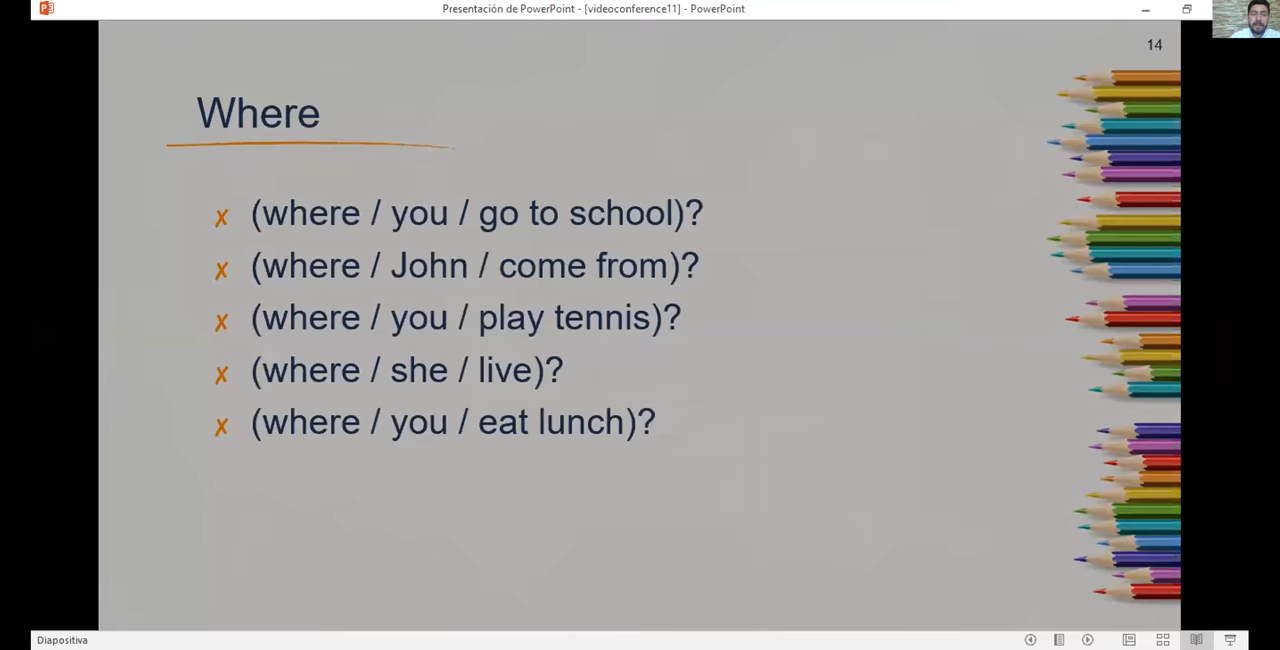 Presentación de PowerPoint - [videoconference11] - PowerPoint
14
Where
✗ (where / you / go to school)?
✗ (where / John / come from)?
✗ (where / you / play tennis)?
✗ (where / she / live)?
✗ (where / you / eat lunch)?
Diapositiva